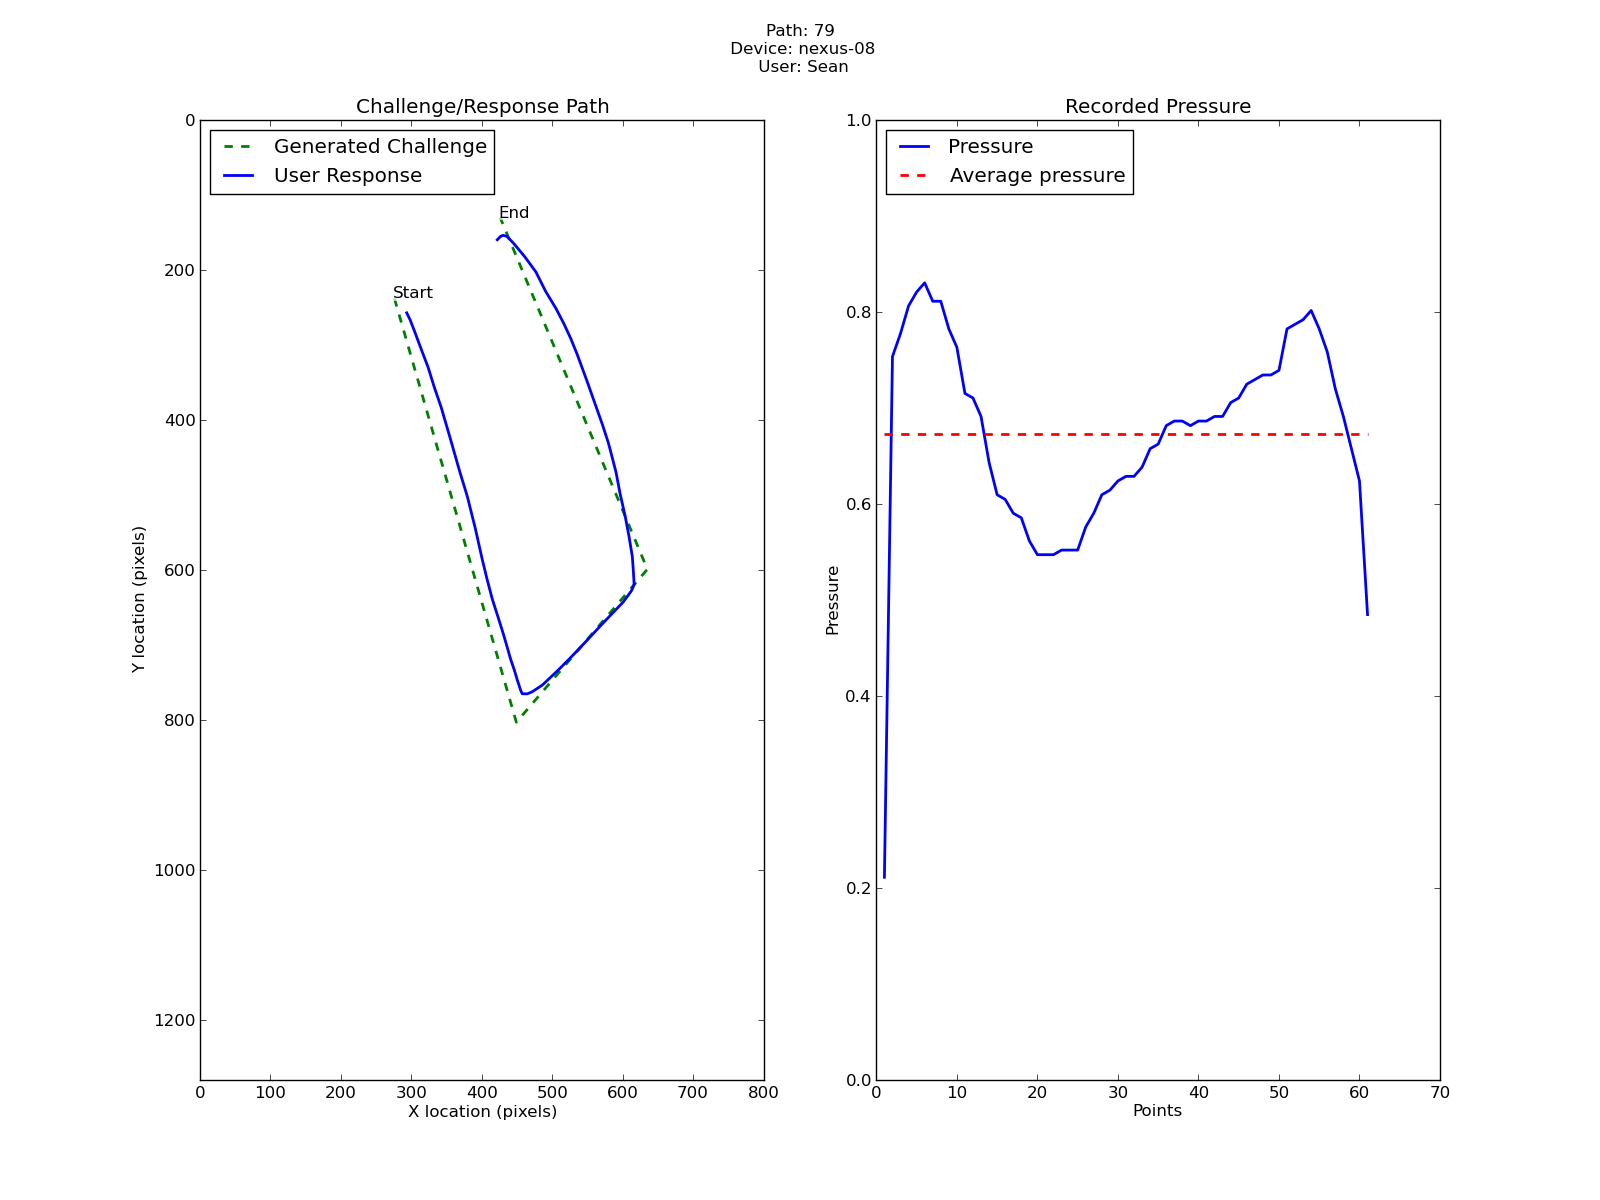 Path: 79
Device: nexus-08
User: Sean
Challenge/Response Path
Generated Challenge
User Response
End
Start
0
200
400
600
800
1000
1200
Y location (pixels)
0 100 200 300 400 500 600 700 800
X location (pixels)
Recorded Pressure
Pressure
Average pressure
1.0
0.8
0.6
0.4
0.2
0.0
Pressure
0 10 20 30 40 50 60 70
Points